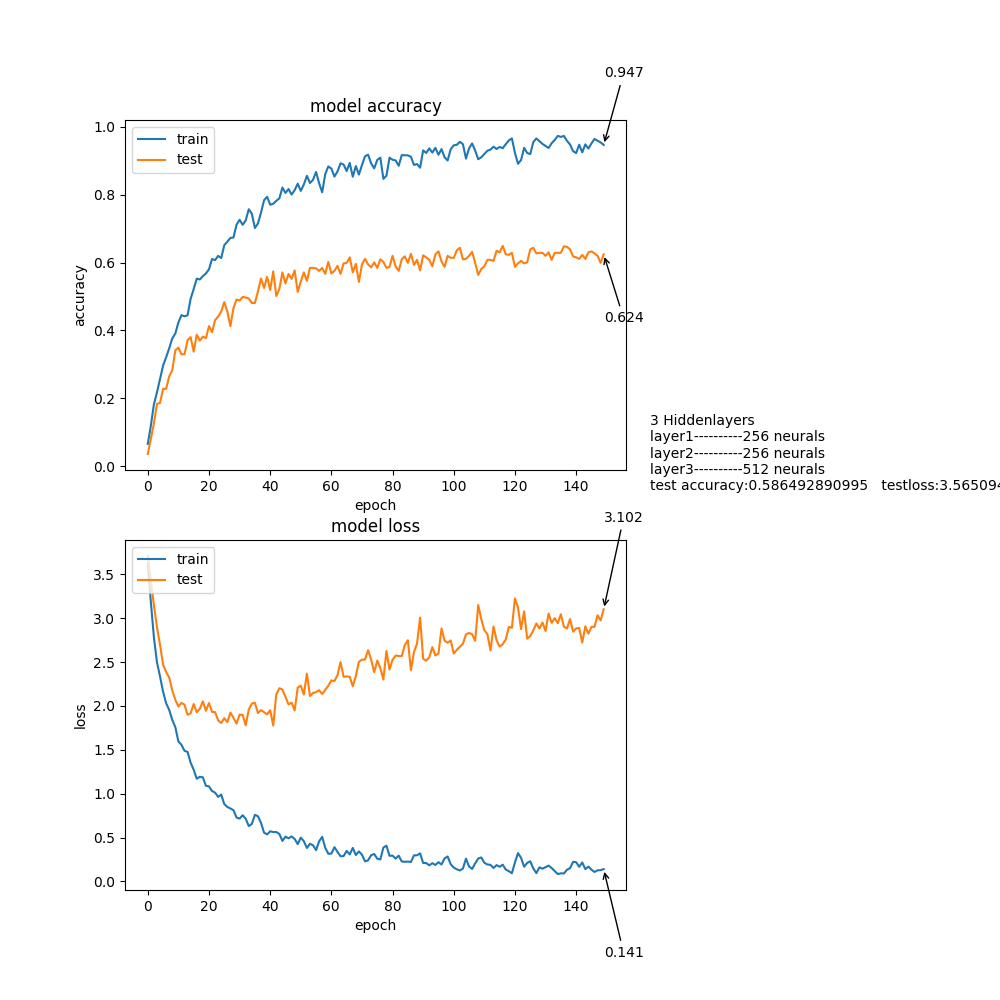 0.947
model accuracy
train
test
1.0
0.8
0.6
0.4
0.2
0.0
accuracy
0 20 40 60 80 100 120 140
epoch
0.624
3 Hiddenlayers
layer1----------256 neurals
layer2----------256 neurals
layer3----------512 neurals
test accuracy:0.586492890995 testloss:3.565094
3.102
model loss
train
test
3.5
3.0
2.5
2.0
1.5
1.0
0.5
0.0
loss
0 20 40 60 80 100 120 140
epoch
0.141